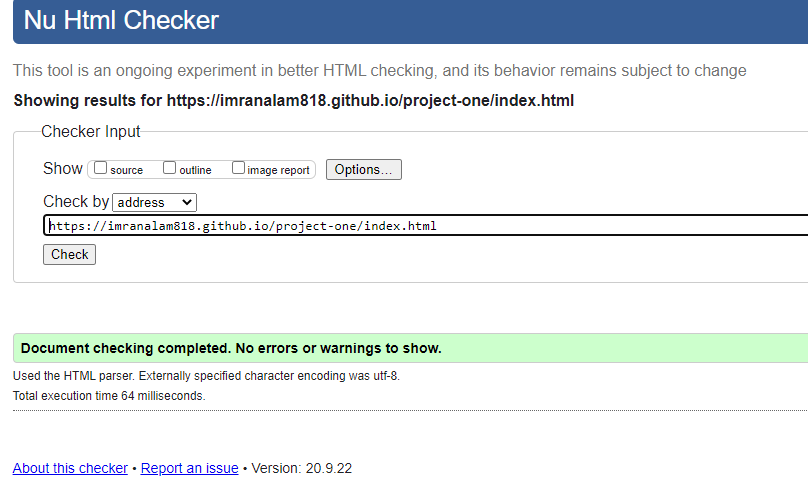 Nu Html Checker
This tool is an ongoing experiment in better HTML checking, and its behavior remains subject to change
Showing results for https://imranalam818.github.io/project-one/index.html
Checker Input
Show source outline image report Options...
Check by address
https://imranalam818.github.io/project-one/index.html
Check
Document checking completed. No errors or warnings to show.
Used the HTML parser. Externally specified character encoding was utf-8.
Total execution time 64 milliseconds.
About this checker • Report an issue • Version: 20.9.22